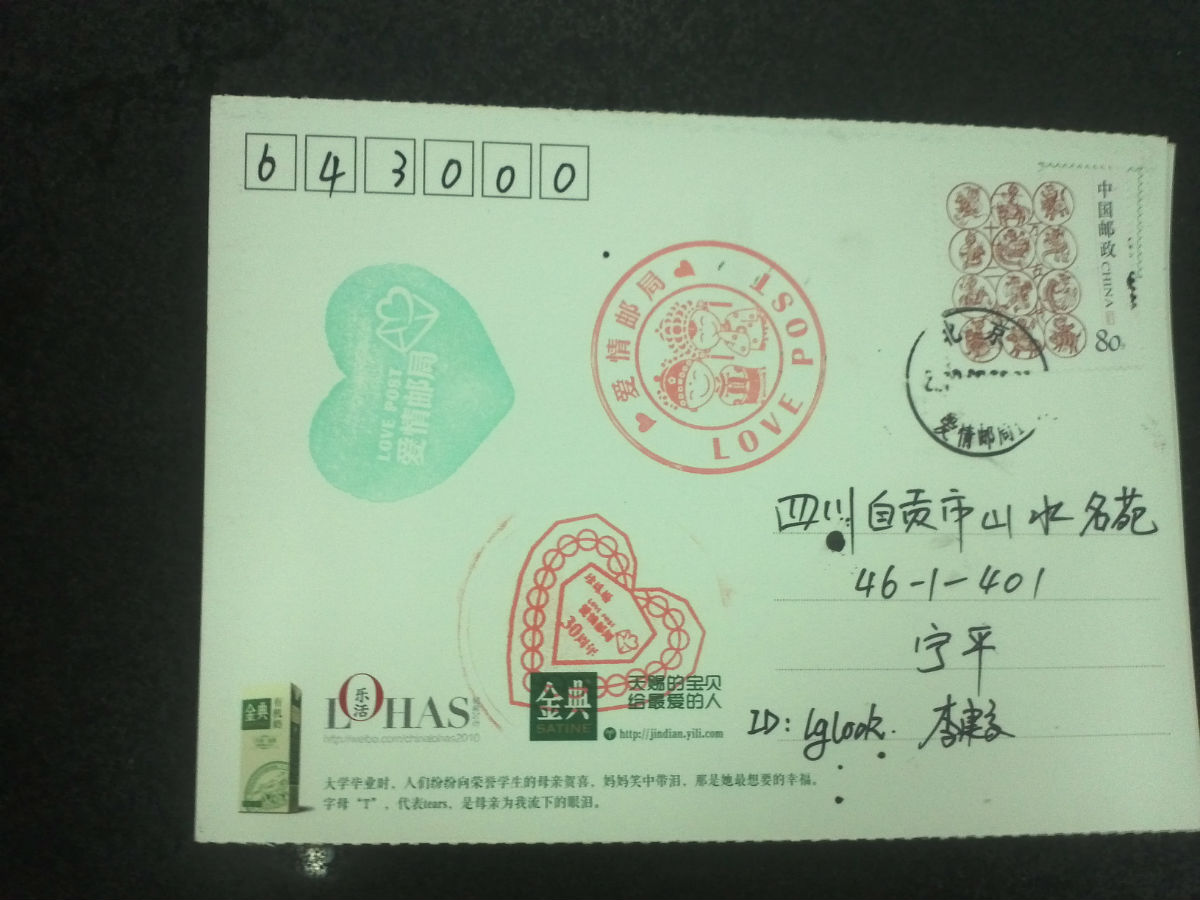 643000
中国邮政 CHINA
80分
爱情邮局
LOVE POST
LOVE POST
爱情邮局
北京
爱情邮局
四川自贡市山水名苑
46-1-401
宁平
ID: lglook.
30周年
金典
有机奶
LOHAS
乐活
http://weibo.com/chinalohas2010
金典
SATINE
天赐的宝贝
给最爱的人
http://jindian.yili.com
大学毕业时，人们纷纷向荣誉学生的母亲贺喜，妈妈笑中带泪，那是她最想要的幸福。
字母“T”，代表tears，是母亲为我流下的眼泪。